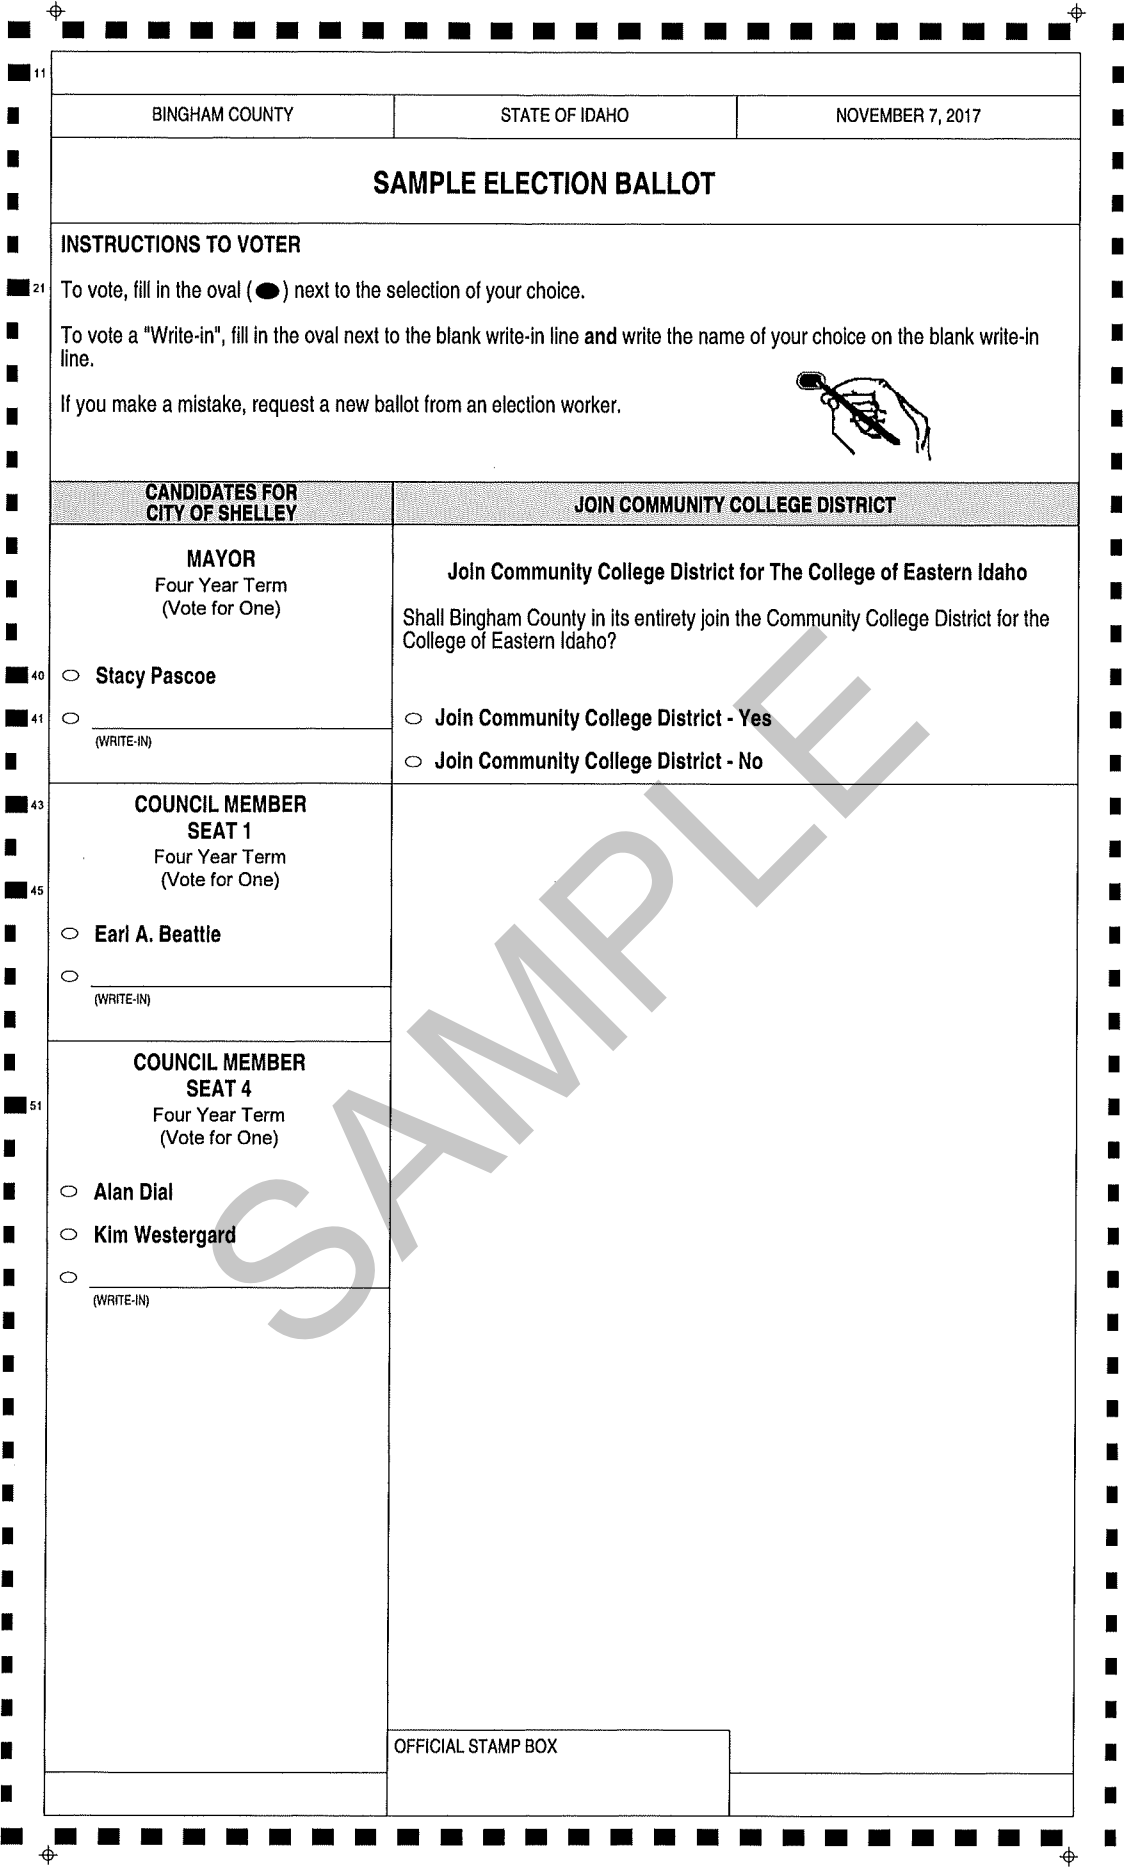 11
BINGHAM COUNTY
STATE OF IDAHO
NOVEMBER 7, 2017
SAMPLE ELECTION BALLOT
INSTRUCTIONS TO VOTER
21
To vote, fill in the oval ( ) next to the selection of your choice.
To vote a "Write-in", fill in the oval next to the blank write-in line and write the name of your choice on the blank write-in
line.
If you make a mistake, request a new ballot from an election worker.
CANDIDATES FOR
CITY OF SHELLEY
MAYOR
Four Year Term
(Vote for One)
40
Stacy Pascoe
41
(WRITE-IN)
43
COUNCIL MEMBER
SEAT 1
Four Year Term
(Vote for One)
45
Earl A. Beattie
(WRITE-IN)
COUNCIL MEMBER
SEAT 4
51
Four Year Term
(Vote for One)
Alan Dial
Kim Westergard
(WRITE-IN)
JOIN COMMUNITY COLLEGE DISTRICT
Join Community College District for The College of Eastern Idaho
Shall Bingham County in its entirety join the Community College District for the
College of Eastern Idaho?
Join Community College District - Yes
Join Community College District - No
SAMPLE
OFFICIAL STAMP BOX